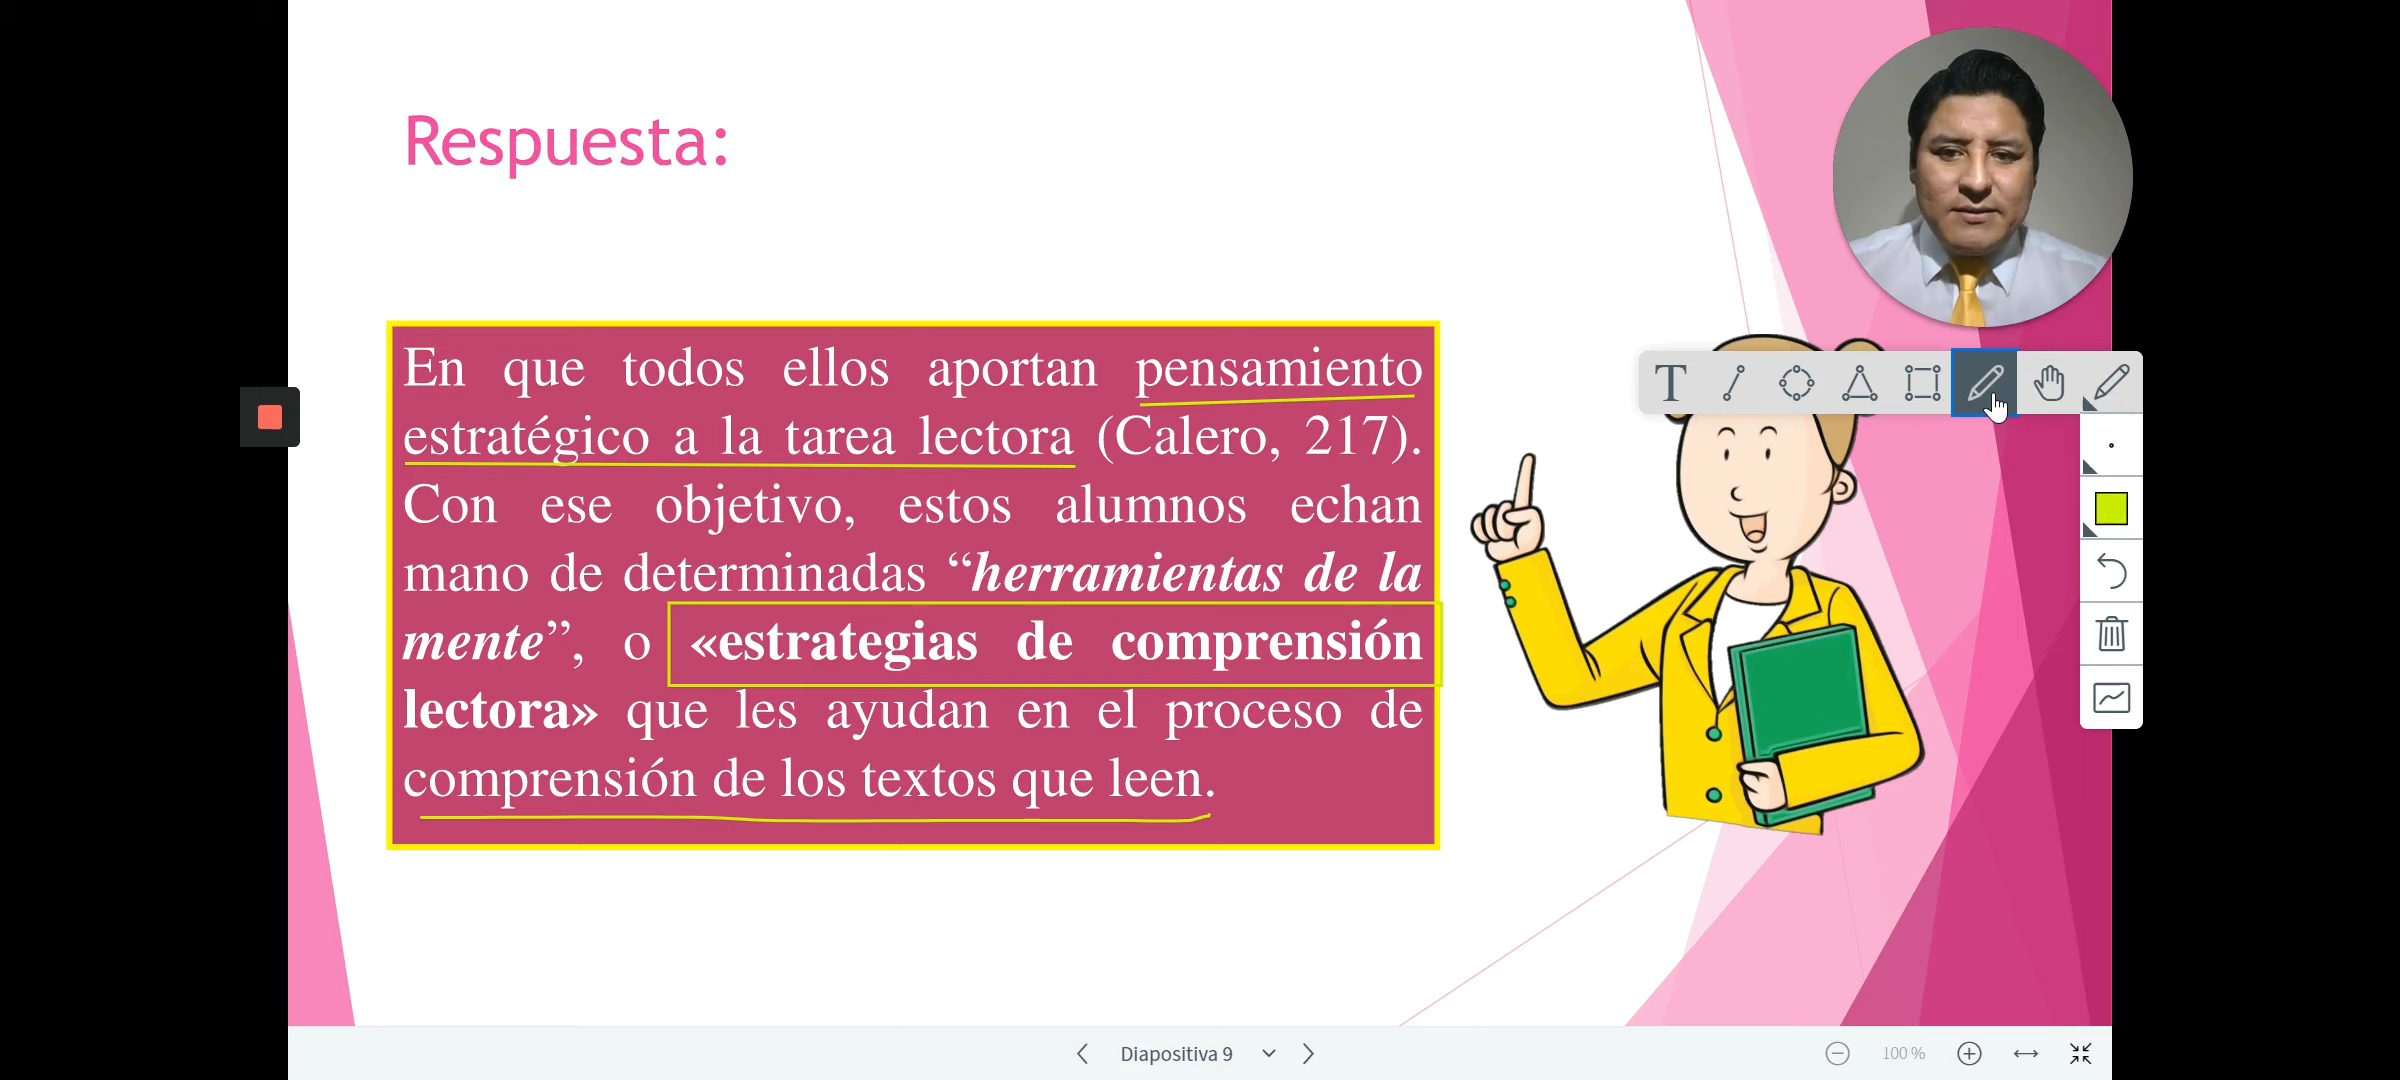 Respuesta:
En que todos ellos aportan pensamiento
estratégico a la tarea lectora (Calero, 217).
Con ese objetivo, estos alumnos echan
mano de determinadas “herramientas de la
mente”, o «estrategias de comprensión
lectora» que les ayudan en el proceso de
comprensión de los textos que leen.
T
Diapositiva 9
100 %